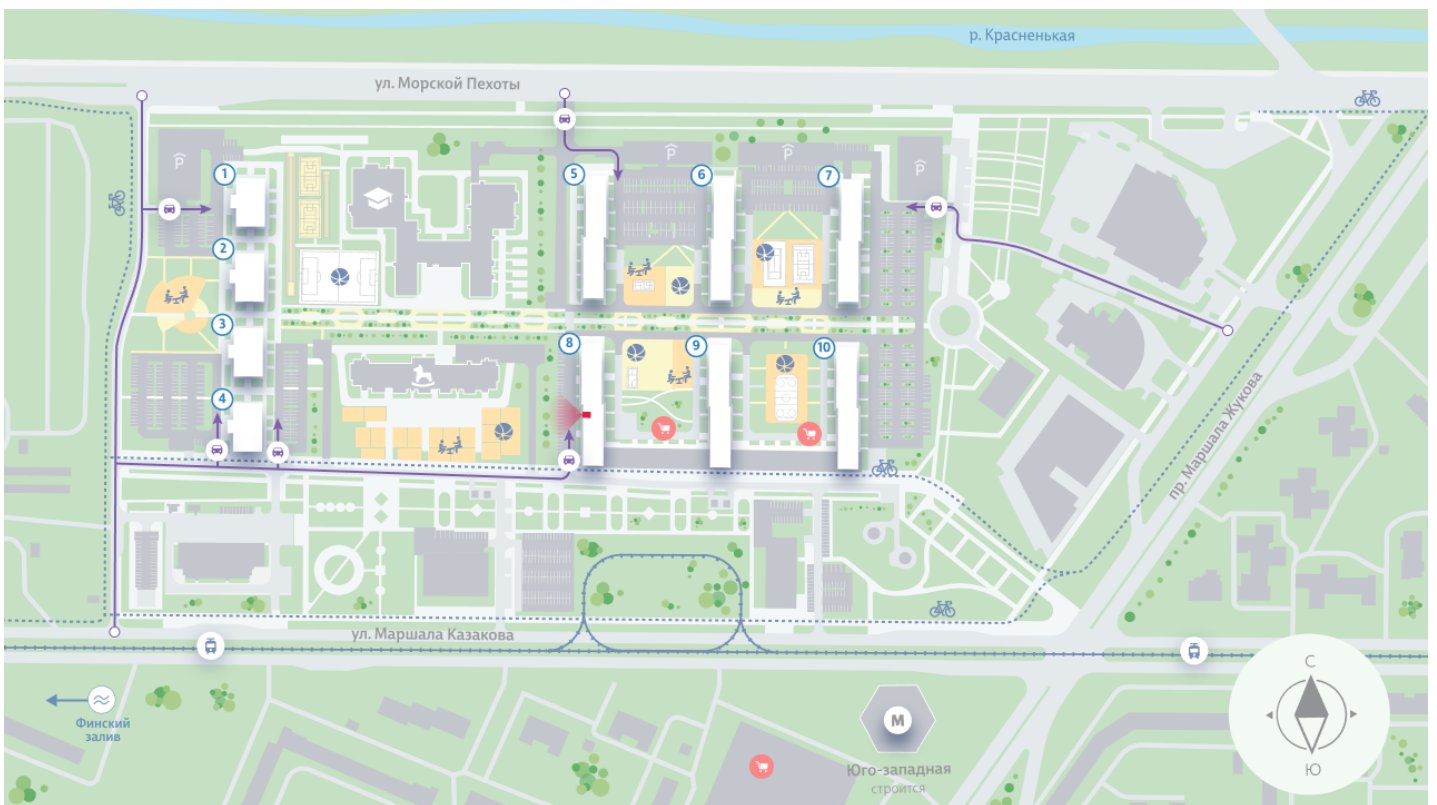 р. Красненькая
ул. Морской Пехоты
P
P
P
P
1
5
6
7
2
3
8
9
10
4
пр. Маршала Жукова
ул. Маршала Казакова
С
М
Финский
залив
Юго-западная
строится
Ю